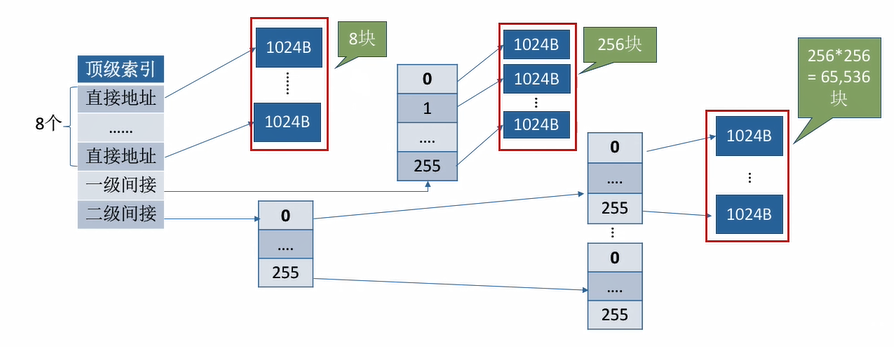 顶级索引
直接地址
......
直接地址
一级间接
二级间接
8个
1024B
1024B
8块
0
1
....
255
1024B
1024B
1024B
256块
0
....
255
0
....
255
0
....
255
1024B
1024B
256*256
= 65,536
块